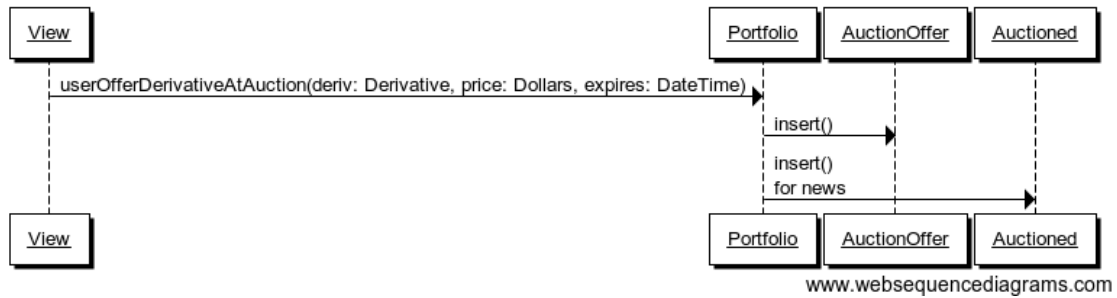 View Portfolio AuctionOffer Auctioned
userOfferDerivativeAtAuction(deriv: Derivative, price: Dollars, expires: DateTime)
insert()
insert()
for news
View Portfolio AuctionOffer Auctioned
www.websequencediagrams.com